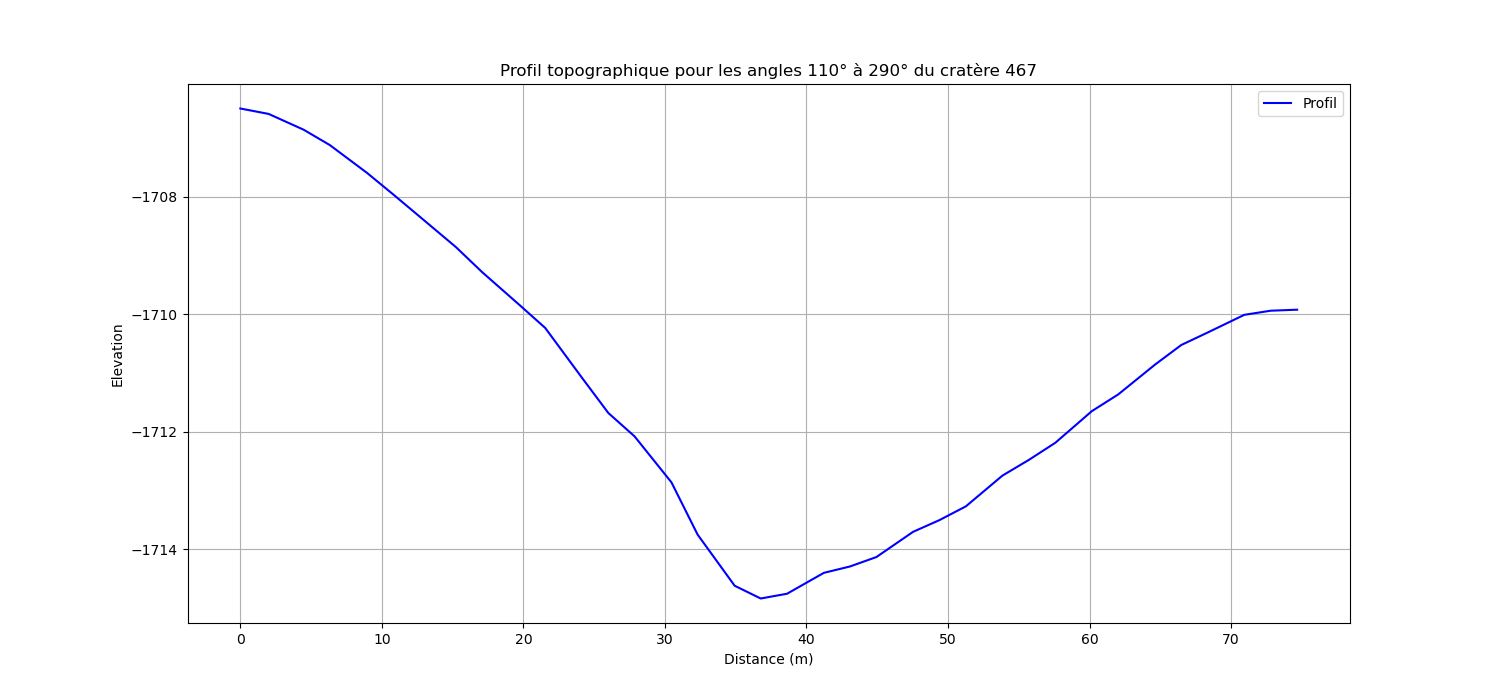 Profil topographique pour les angles 110° à 290° du cratère 467
Profil
−1708
−1710
−1712
−1714
Elevation
0 10 20 30 40 50 60 70
Distance (m)